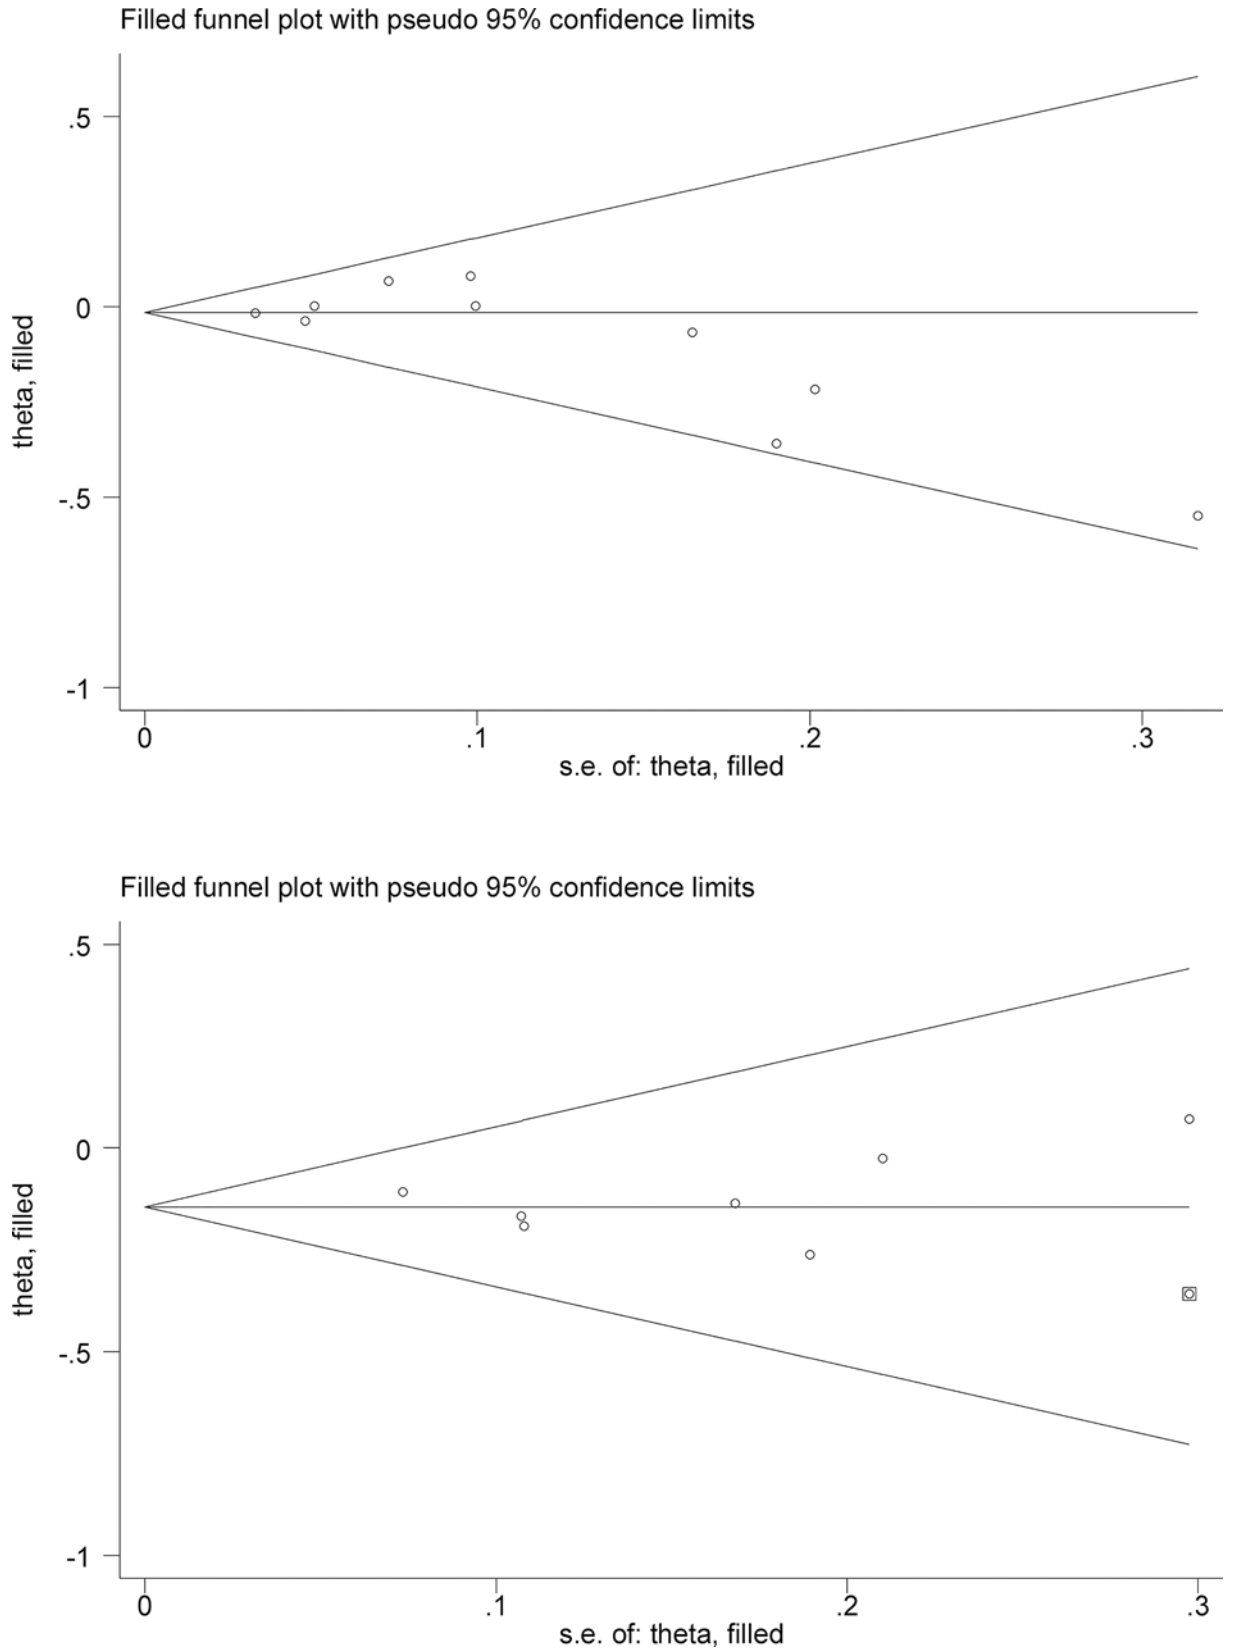 Filled funnel plot with pseudo 95% confidence limits
.5
0
-.5
-1
theta, filled
0 .1 .2 .3
s.e. of: theta, filled
Filled funnel plot with pseudo 95% confidence limits
.5
0
-.5
-1
theta, filled
0 .1 .2 .3
s.e. of: theta, filled